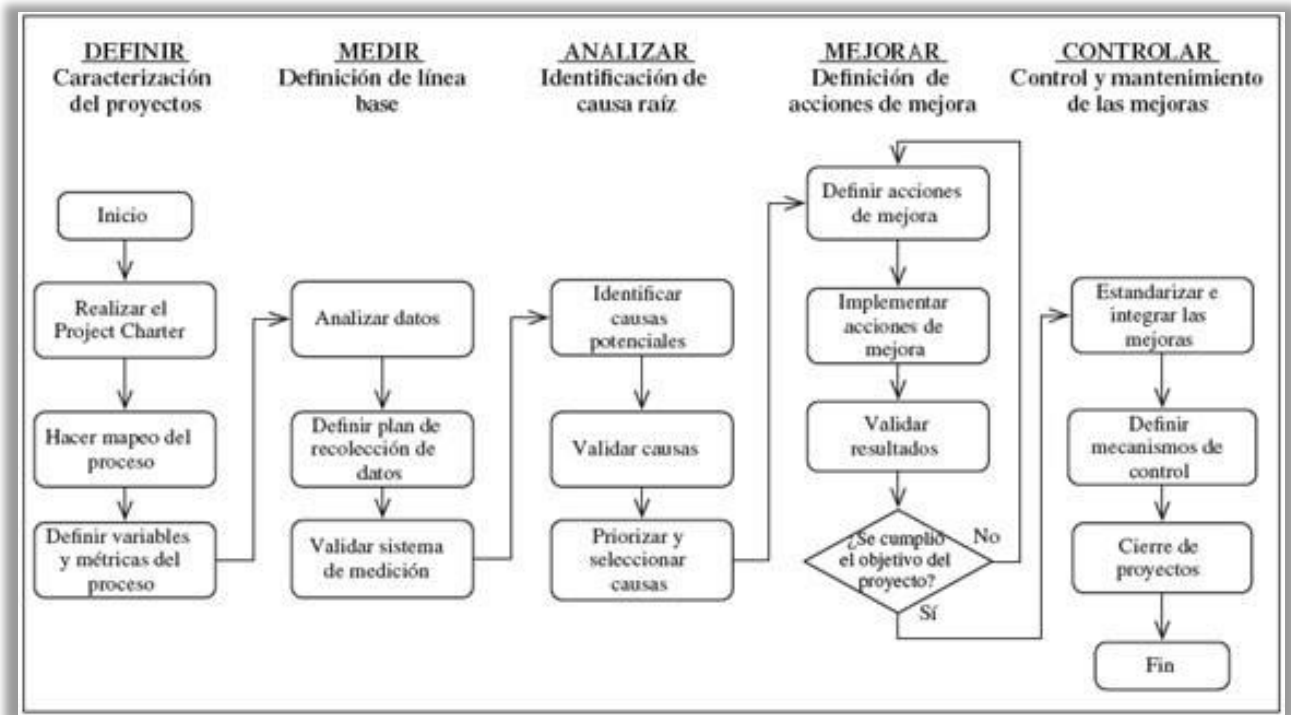 DEFINIR
Caracterización
del proyectos
MEDIR
Definición de línea
base
ANALIZAR
Identificación de
causa raíz
MEJORAR
Definición de
acciones de mejora
CONTROLAR
Control y mantenimiento
de las mejoras
Inicio
Realizar el
Project Charter
Hacer mapeo del
proceso
Definir variables
y métricas del
proceso
Analizar datos
Definir plan de
recolección de
datos
Validar sistema
de medición
Identificar
causas
potenciales
Validar causas
Priorizar y
seleccionar
causas
Definir acciones
de mejora
Implementar
acciones de
mejora
Validar
resultados
¿Se cumplió
el objetivo del
proyecto?
No
Sí
Estandarizar e
integrar las
mejoras
Definir
mecanismos de
control
Cierre de
proyectos
Fin